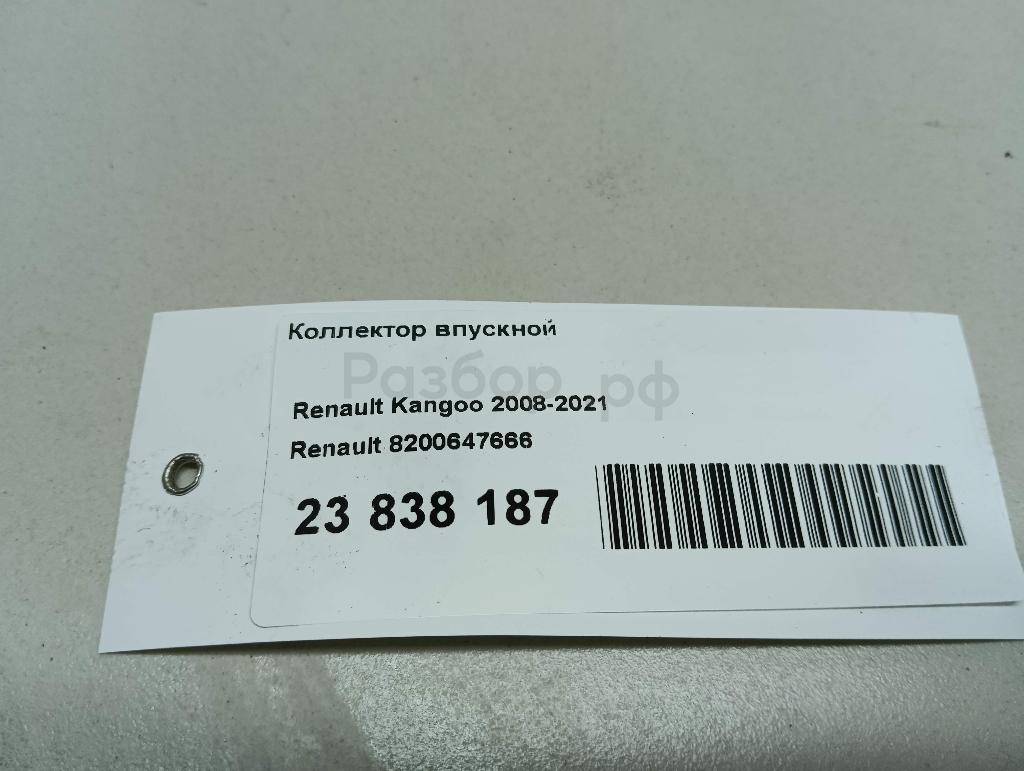 Коллектор впускной
Разбор.рф
Renault Kangoo 2008-2021
Renault 8200647666
23 838 187